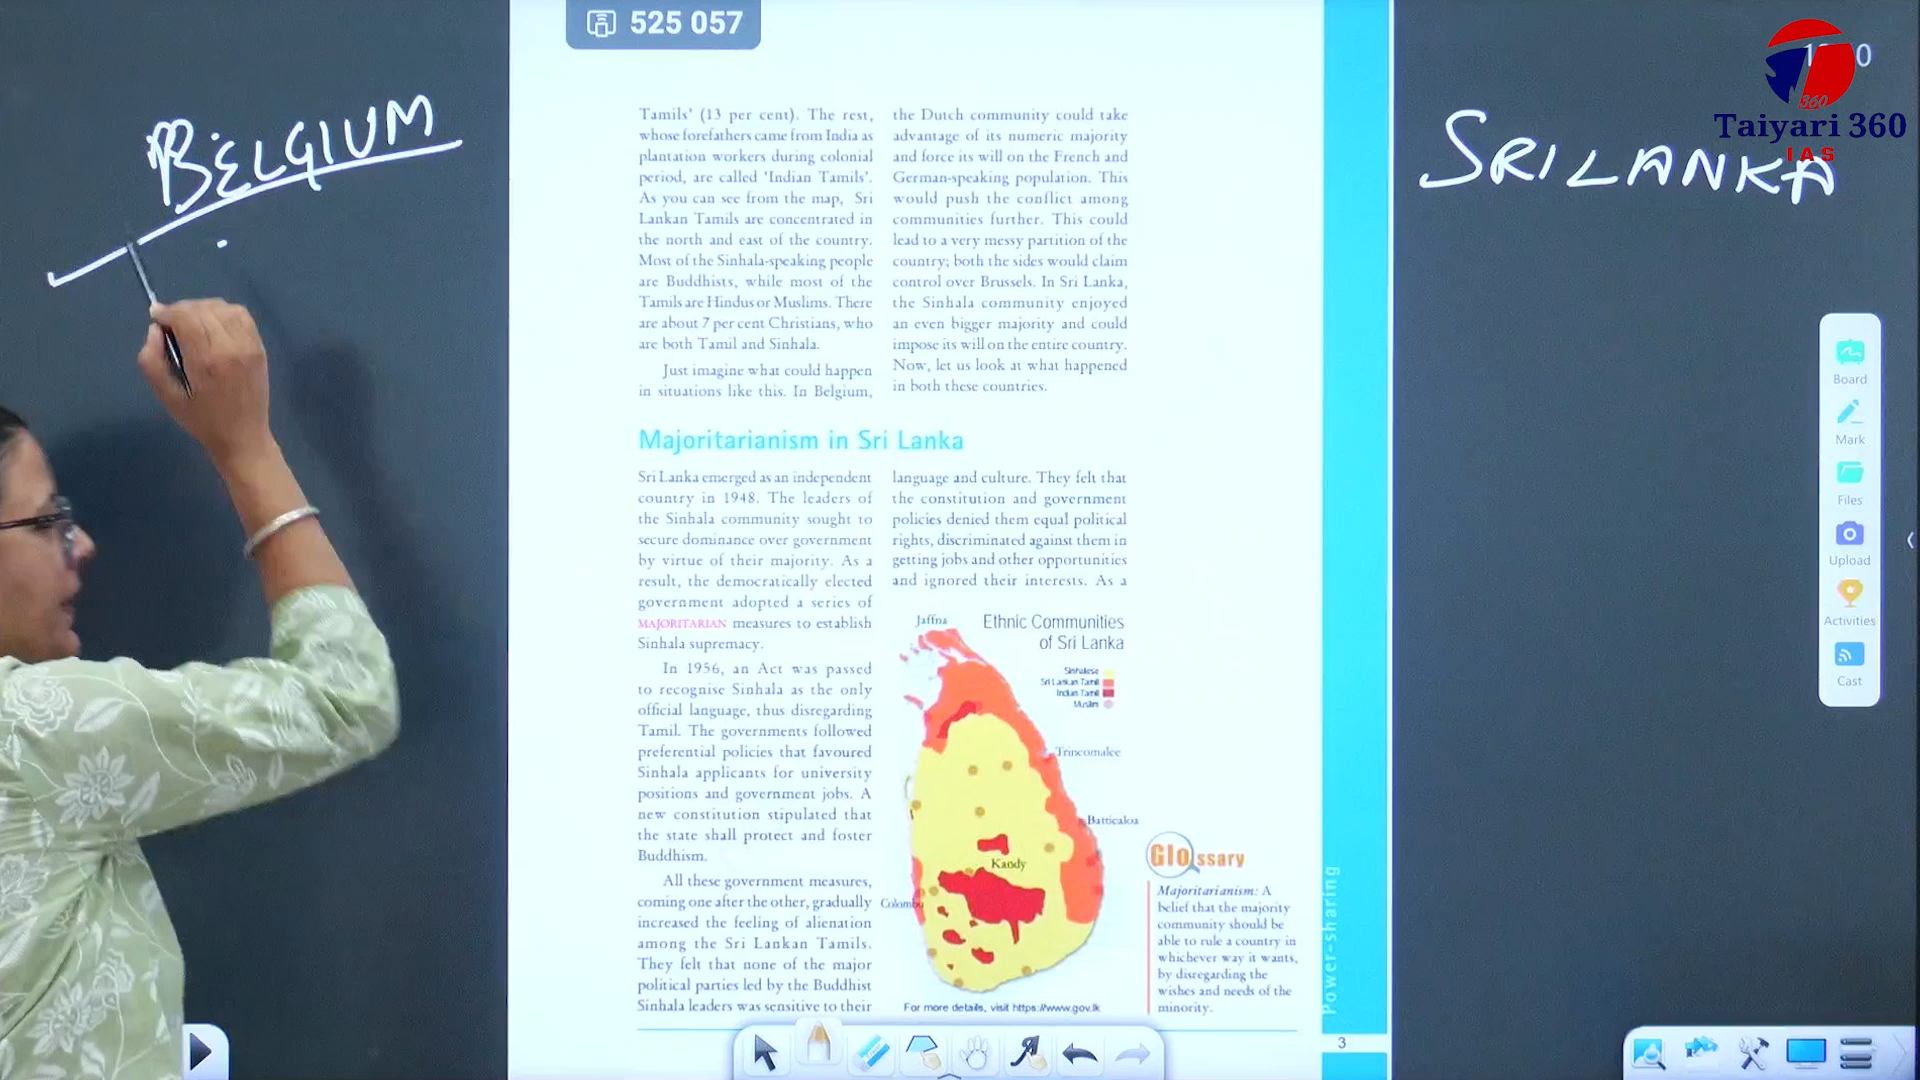 525 057
BELGIUM
SRILANKA
360
Taiyari 360
IAS
Tamils' (13 per cent). The rest,
whose forefathers came from India as
plantation workers during colonial
period, are called 'Indian Tamils'.
As you can see from the map, Sri
Lankan Tamils are concentrated in
the north and east of the country.
Most of the Sinhala-speaking people
are Buddhists, while most of the
Tamils are Hindus or Muslims. There
are about 7 per cent Christians, who
are both Tamil and Sinhala.
Just imagine what could happen
in situations like this. In Belgium,
the Dutch community could take
advantage of its numeric majority
and force its will on the French and
German-speaking population. This
would push the conflict among
communities further. This could
lead to a very messy partition of the
country; both the sides would claim
control over Brussels. In Sri Lanka,
the Sinhala community enjoyed
an even bigger majority and could
impose its will on the entire country.
Now, let us look at what happened
in both these countries.
Majoritarianism in Sri Lanka
Sri Lanka emerged as an independent
country in 1948. The leaders of
the Sinhala community sought to
secure dominance over government
by virtue of their majority. As a
result, the democratically elected
government adopted a series of
MAJORITARIAN measures to establish
Sinhala supremacy.
In 1956, an Act was passed
to recognise Sinhala as the only
official language, thus disregarding
Tamil. The governments followed
preferential policies that favoured
Sinhala applicants for university
positions and government jobs. A
new constitution stipulated that
the state shall protect and foster
Buddhism.
All these government measures,
coming one after the other, gradually
increased the feeling of alienation
among the Sri Lankan Tamils.
They felt that none of the major
political parties led by the Buddhist
Sinhala leaders was sensitive to their
language and culture. They felt that
the constitution and government
policies denied them equal political
rights, discriminated against them in
getting jobs and other opportunities
and ignored their interests. As a
Ethnic Communities
of Sri Lanka
Sinhalese
Sri Lankan Tamil
Indian Tamil
Muslim
Jaffna
Trincomalee
Batticaloa
Kandy
Colombo
For more details, visit https://www.gov.lk
Glossary
Majoritarianism: A
belief that the majority
community should be
able to rule a country in
whichever way it wants,
by disregarding the
wishes and needs of the
minority.
Power-sharing
3
Board
Mark
Files
Upload
Activities
Cast